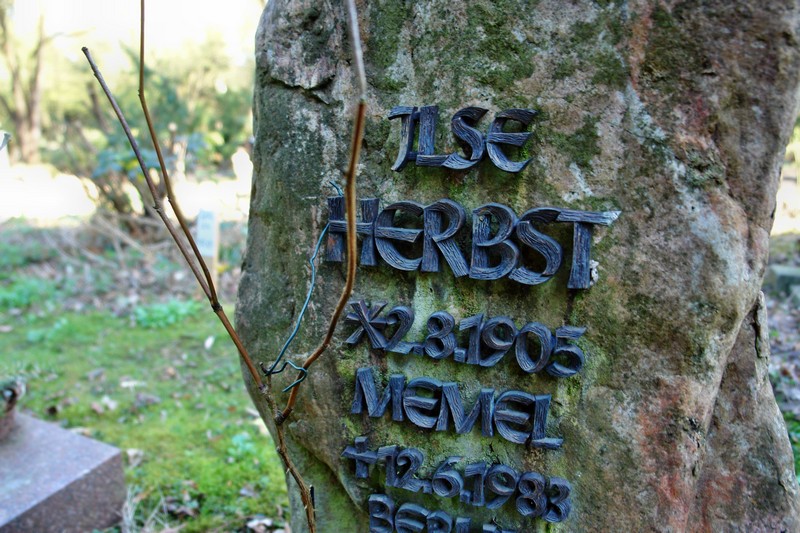 ILSE
HERBST
*2.8.1905
MEMEL
†12.6.1983